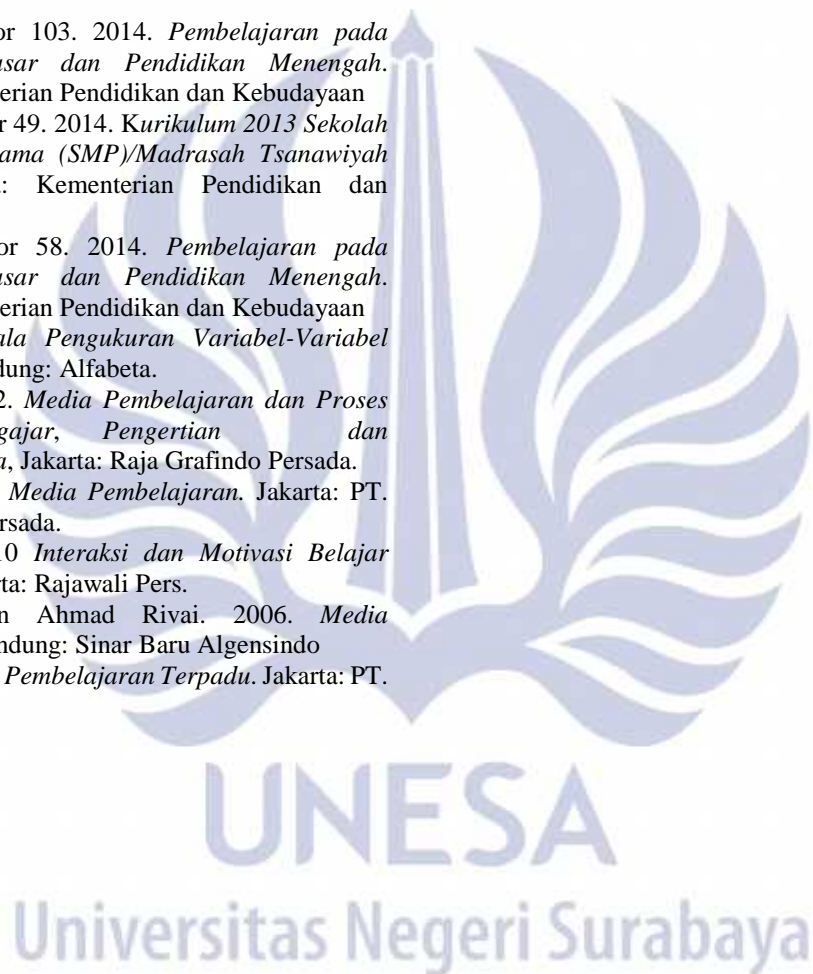 or 103. 2014. Pembelajaran pada
asar dan Pendidikan Menengah.
erian Pendidikan dan Kebudayaan
r 49. 2014. Kurikulum 2013 Sekolah
ama (SMP)/Madrasah Tsanawiyah
: Kementerian Pendidikan dan
or 58. 2014. Pembelajaran pada
asar dan Pendidikan Menengah.
erian Pendidikan dan Kebudayaan
ala Pengukuran Variabel-Variabel
dung: Alfabeta.
2. Media Pembelajaran dan Proses
gajar, Pengertian dan
a, Jakarta: Raja Grafindo Persada.
Media Pembelajaran. Jakarta: PT.
ersada.
10 Interaksi dan Motivasi Belajar
rta: Rajawali Pers.
n Ahmad Rivai. 2006. Media
ndung: Sinar Baru Algensindo
Pembelajaran Terpadu. Jakarta: PT.
UNESA
Universitas Negeri Surabaya